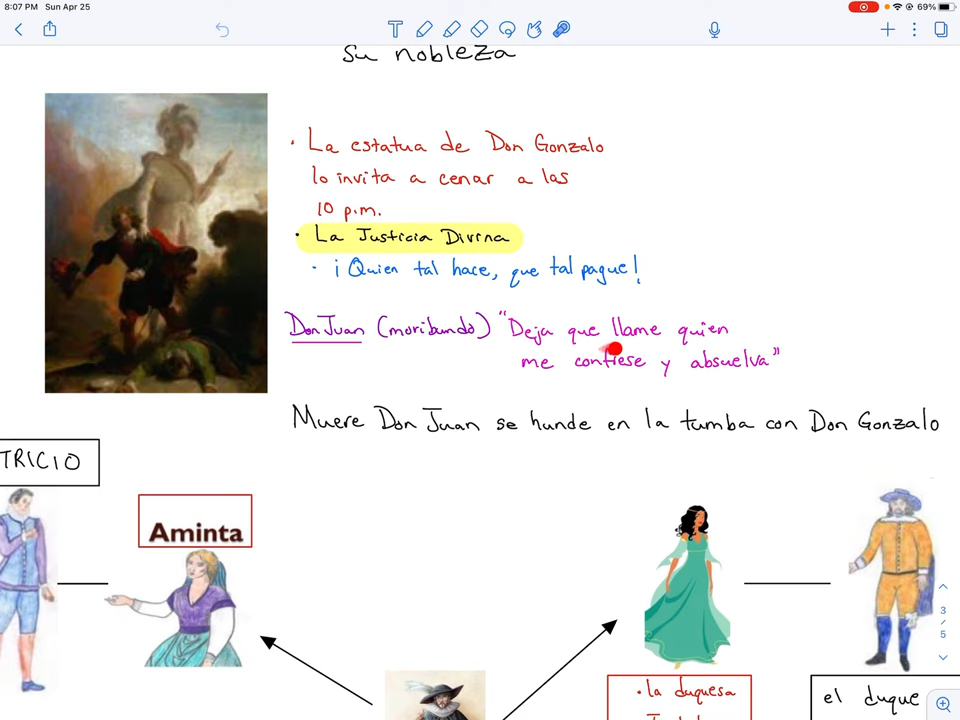 8:07 PM Sun Apr 25
69%
su nobleza
· La estatua de Don Gonzalo
lo invita a cenar a las
10 p.m.
· La Justicia Divina
· ¡Quien tal hace, que tal pague!
Don Juan (moribundo) "Deja que llame quien
me confiese y absuelva"
Muere Don Juan se hunde en la tumba con Don Gonzalo
TRICIO
Aminta
3
/
5
· la duquesa
el duque